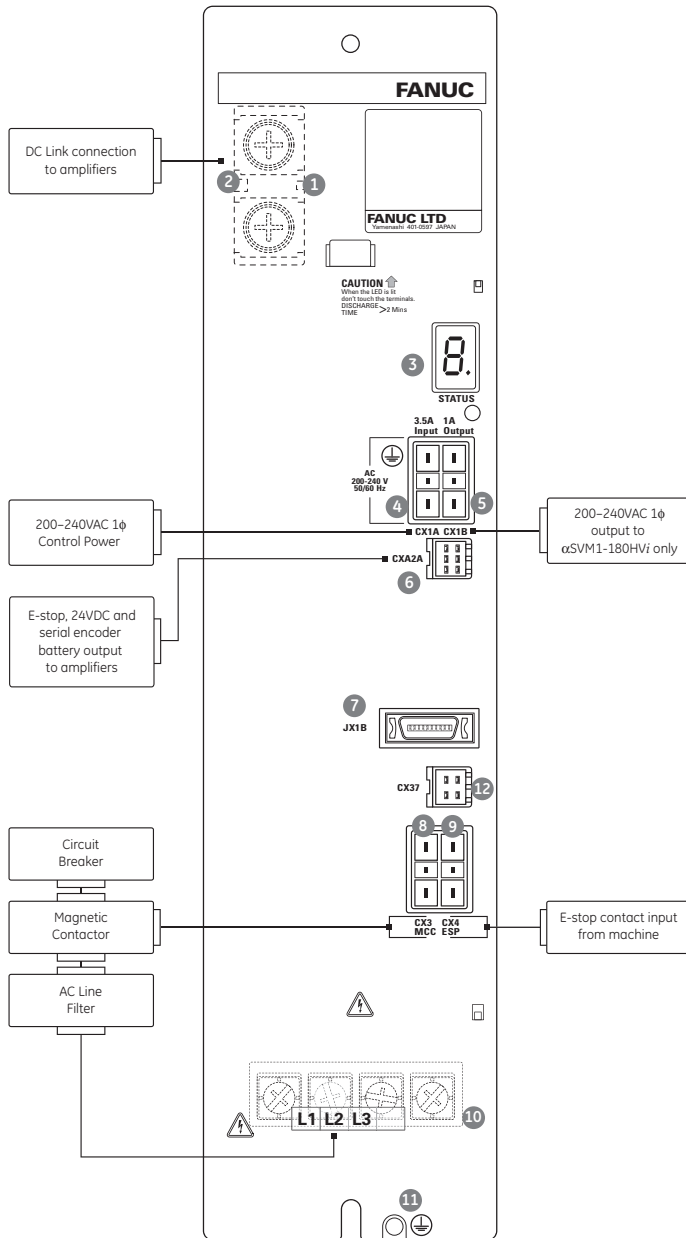 FANUC
DC Link connection
to amplifiers
2
1
FANUC LTD
Yamanashi 401-0597 JAPAN
CAUTION
When the LED is lit
don't touch the terminals.
DISCHARGE
TIME >2 Mins
3
8.
STATUS
3.5A 1A
Input Output
AC
200-240 V
50/60 Hz
4
5
200–240VAC 1ϕ
Control Power
CX1A CX1B
200–240VAC 1ϕ
output to
αSVM1-180HVi only
CXA2A
6
E-stop, 24VDC and
serial encoder
battery output
to amplifiers
7
JX1B
CX37
12
8
9
Circuit
Breaker
Magnetic
Contactor
CX3 CX4
MCC ESP
E-stop contact input
from machine
AC Line
Filter
L1 L2 L3
10
11